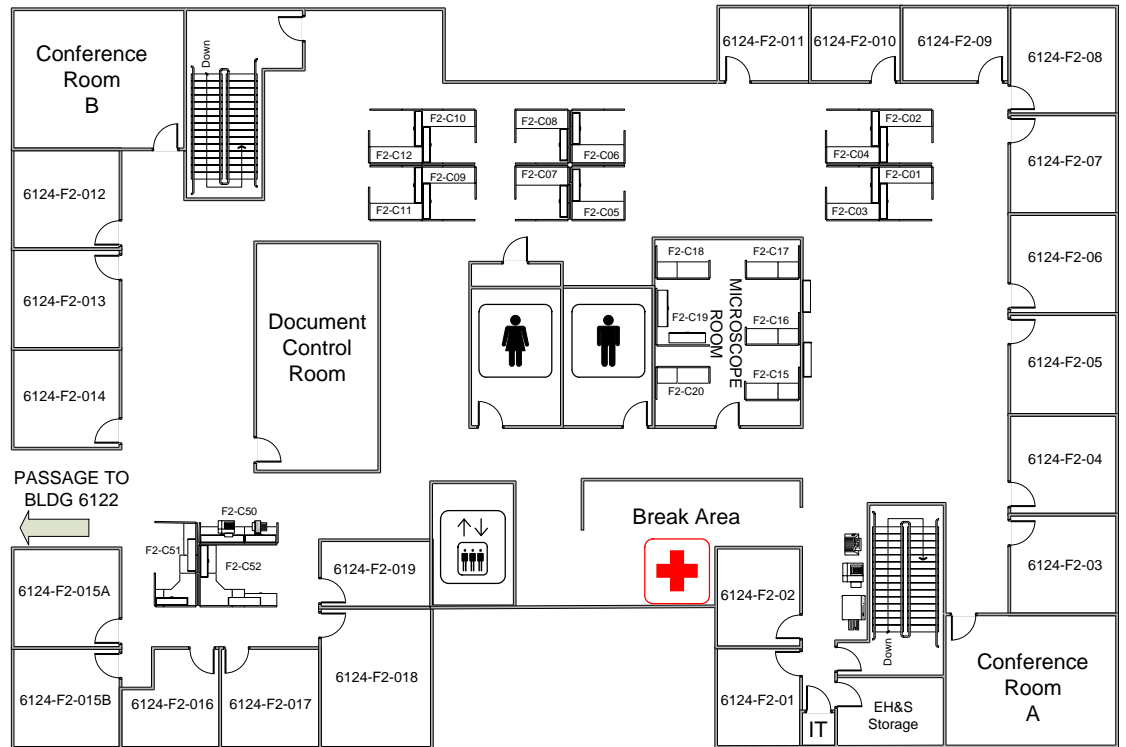 6124-F2-011
6124-F2-010
6124-F2-09
6124-F2-08
Conference
Room
B
Down
F2-C10
F2-C08
F2-C02
F2-C12
F2-C06
F2-C04
6124-F2-07
F2-C09
F2-C07
F2-C01
6124-F2-012
F2-C11
F2-C05
F2-C03
F2-C18
F2-C17
6124-F2-06
6124-F2-013
Document
Control
Room
MICROSCOPE
ROOM
F2-C19
F2-C16
6124-F2-05
F2-C20
F2-C15
6124-F2-014
6124-F2-04
PASSAGE TO
BLDG 6122
F2-C50
Break Area
F2-C51
F2-C52
6124-F2-03
6124-F2-015A
6124-F2-019
6124-F2-02
Down
6124-F2-018
Conference
Room
A
6124-F2-015B
6124-F2-016
6124-F2-017
6124-F2-01
EH&S
Storage
IT